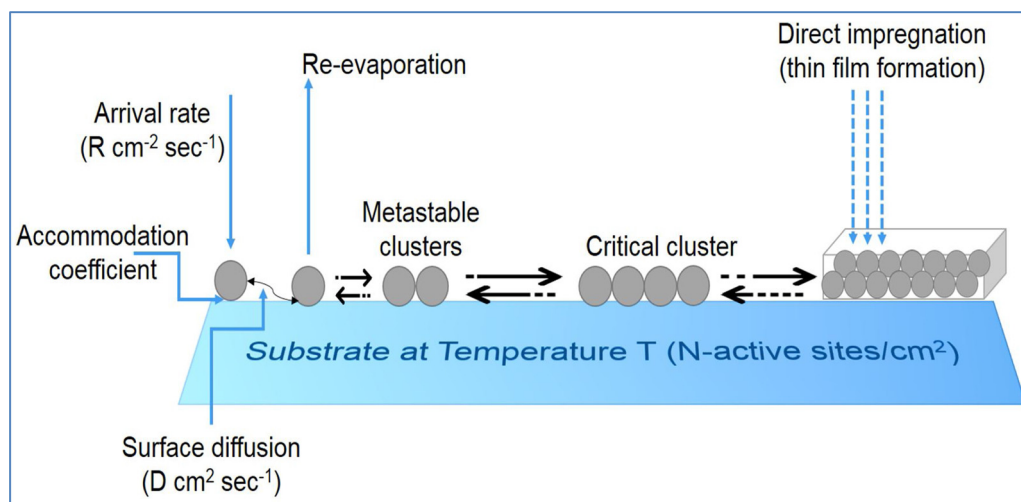 Direct impregnation
(thin film formation)
Re-evaporation
Arrival rate
(R cm⁻² sec⁻¹)
Metastable
clusters
Accommodation
coefficient
Critical cluster
Substrate at Temperature T (N-active sites/cm²)
Surface diffusion
(D cm² sec⁻¹)